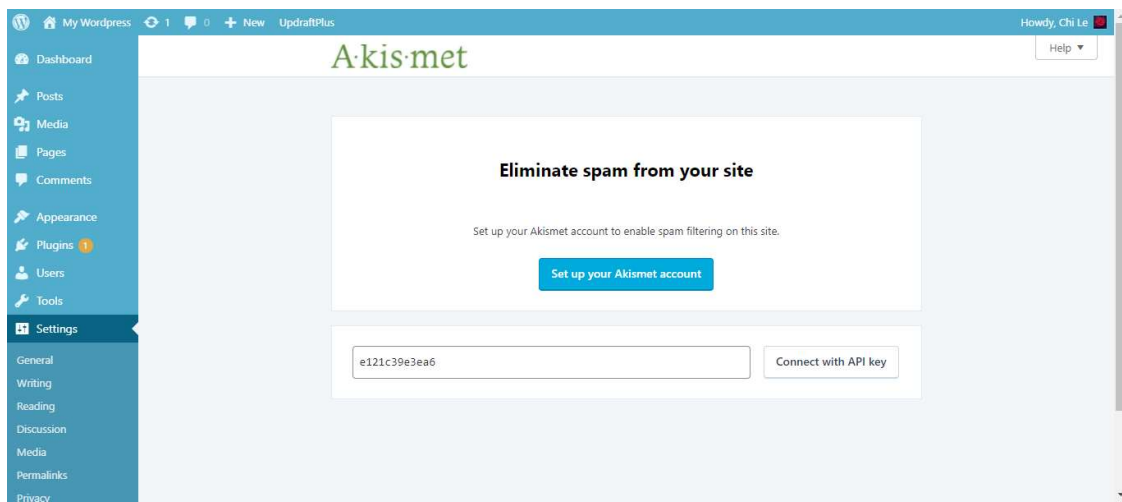 My Wordpress 1 0 New UpdraftPlus Howdy, Chi Le
Help
A·kis·met
Dashboard
Posts
Media
Pages
Comments
Appearance
Plugins 1
Users
Tools
Settings
General
Writing
Reading
Discussion
Media
Permalinks
Privacy
Eliminate spam from your site
Set up your Akismet account to enable spam filtering on this site.
Set up your Akismet account
e121c39e3ea6 Connect with API key